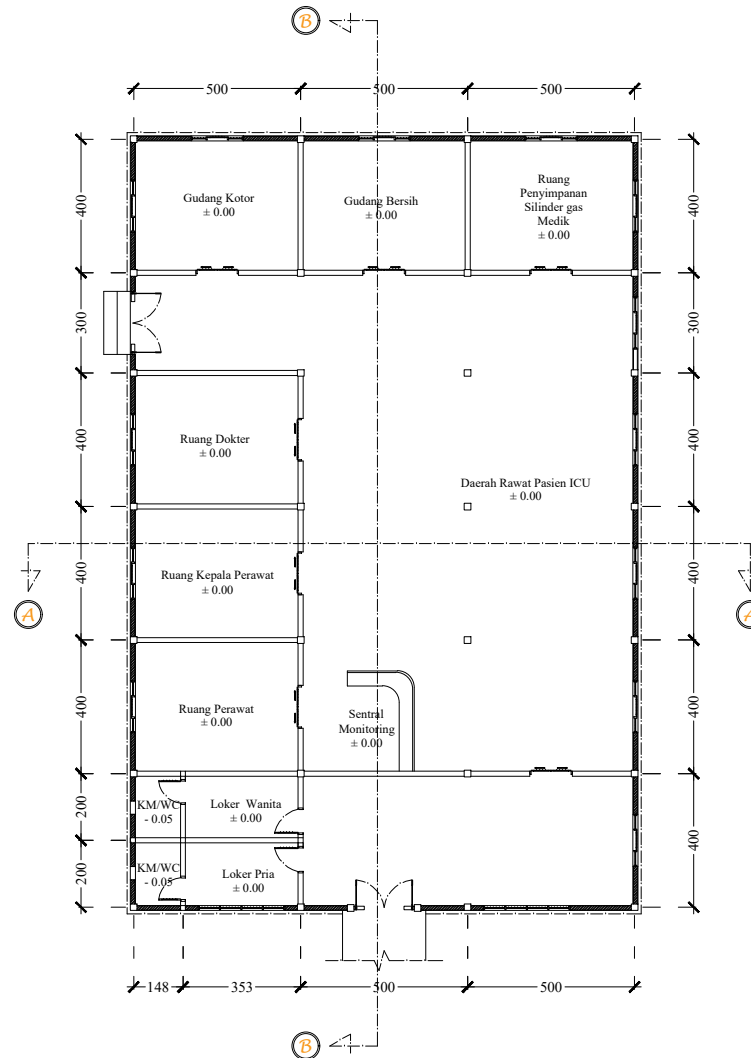 B
500 500 500
Gudang Kotor
± 0.00
Gudang Bersih
± 0.00
Ruang
Penyimpanan
Silinder gas
Medik
± 0.00
400
400
300
300
Ruang Dokter
± 0.00
400
400
Daerah Rawat Pasien ICU
± 0.00
Ruang Kepala Perawat
± 0.00
400
400
A
A
Ruang Perawat
± 0.00
400
400
Sentral
Monitoring
± 0.00
KM/WC
- 0.05
Loker Wanita
± 0.00
200
400
KM/WC
- 0.05
Loker Pria
± 0.00
200
148 353 500 500
B